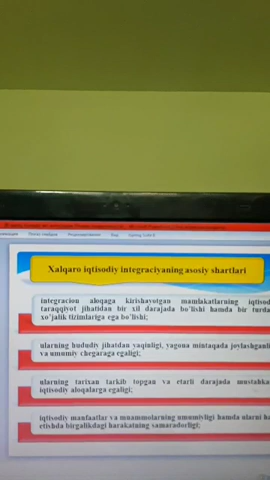 Xalqaro iqtisodiy integraciyaning asosiy shartlari
integracion aloqaga kirishayotgan mamlakatlarning iqtisod
taraqqiyot jihatidan bir xil darajada bo'lishi hamda bir turda
xo'jalik tizimlariga ega bo'lishi;
ularning hududiy jihatdan yaqinligi, yagona mintaqada joylashganli
va umumiy chegaraga egaligi;
ularning tarixan tarkib topgan va etarli darajada mustahka
iqtisodiy aloqalarga egaligi;
iqtisodiy manfaatlar va muammolarning umumiyligi hamda ularni ha
etishda birgalikdagi harakatning samaradorligi;